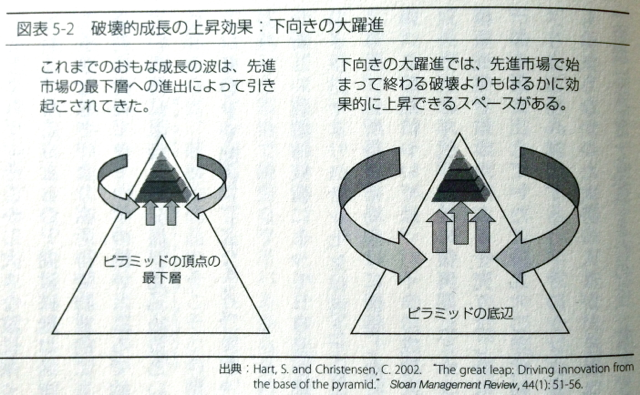 図表 5-2 破壊的成長の上昇効果：下向きの大躍進
これまでのおもな成長の波は、先進
市場の最下層への進出によって引き
起こされてきた。
下向きの大躍進では、先進市場で始
まって終わる破壊よりもはるかに効
果的に上昇できるスペースがある。
ピラミッドの頂点の
最下層
ピラミッドの底辺
出典：Hart, S. and Christensen, C. 2002. “The great leap: Driving innovation from
the base of the pyramid.” Sloan Management Review, 44(1): 51-56.